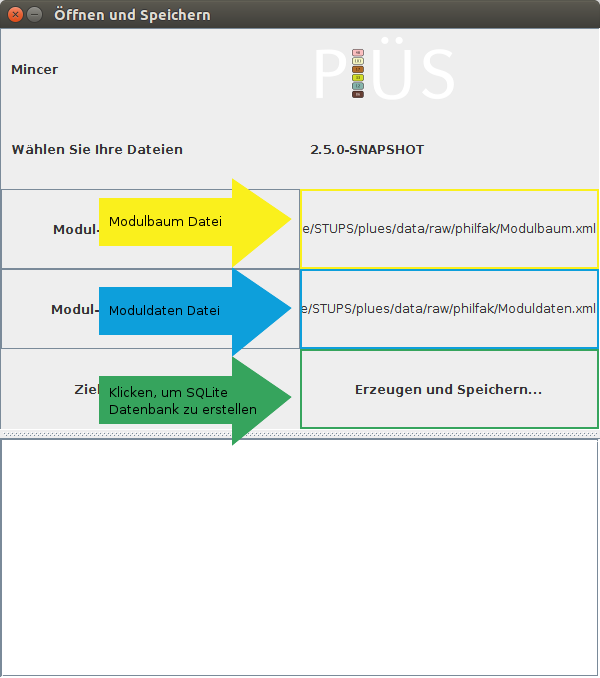 Öffnen und Speichern
Mincer
PlÜS
Wählen Sie Ihre Dateien
2.5.0-SNAPSHOT
Modul-
Modulbaum Datei
e/STUPS/plues/data/raw/philfak/Modulbaum.xml
Modul-
Moduldaten Datei
e/STUPS/plues/data/raw/philfak/Moduldaten.xml
Ziel
Klicken, um SQLite
Datenbank zu erstellen
Erzeugen und Speichern...